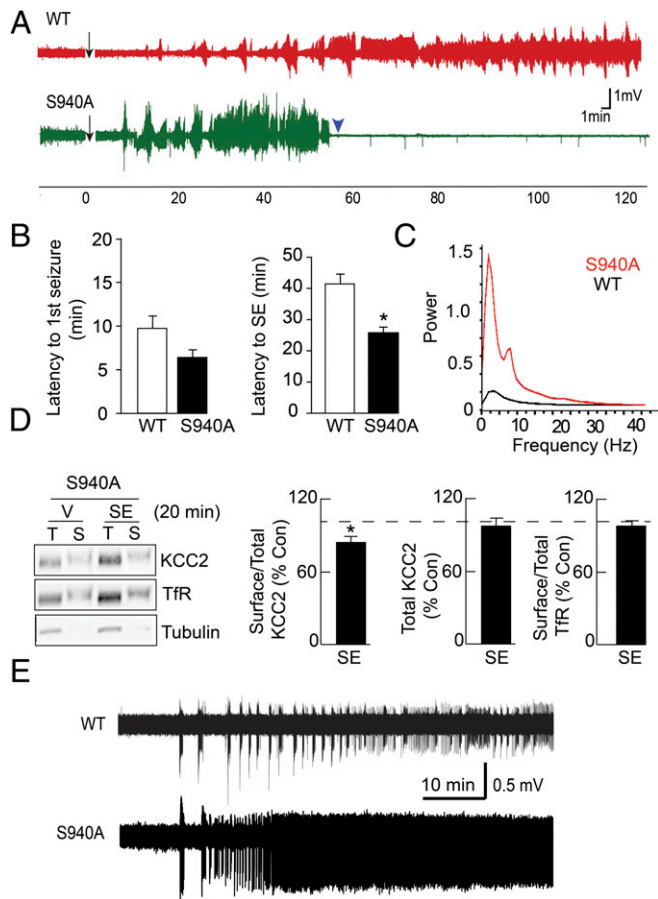 A
WT
S940A
1mV
1min
0 20 40 60 80 100 120
B
Latency to 1st seizure
(min)
20
15
10
5
0
WT S940A
Latency to SE (min)
50
40
30
20
10
0
*
WT S940A
C
Power
1.5
1.0
0.5
0
S940A
WT
0 10 20 30 40
Frequency (Hz)
D
S940A
V SE (20 min)
T S T S
KCC2
TfR
Tubulin
Surface/Total
KCC2 (% Con)
120
60
0
*
SE
Total KCC2
(% Con)
120
60
0
SE
Surface/Total
TfR (% Con)
120
60
0
SE
E
WT
10 min
0.5 mV
S940A